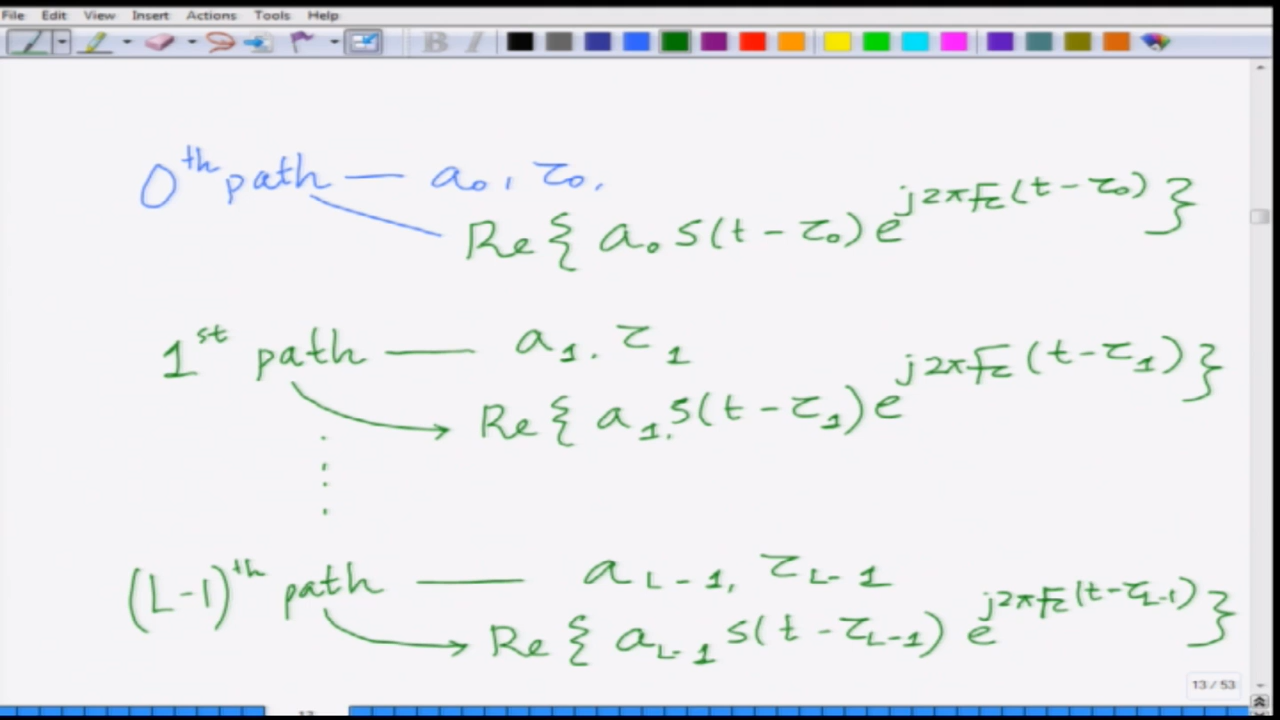 File Edit View Insert Actions Tools Help
B I
0th path — a0, τ0,
Re{ a0 s(t − τ0) e^{j2πFc(t − τ0)} }
1st path — a1, τ1
Re{ a1 s(t − τ1) e^{j2πFc(t − τ1)} }
(L-1)th path — aL-1, τL-1
Re{ aL-1 s(t − τL-1) e^{j2πFc(t − τL-1)} }
13 / 53